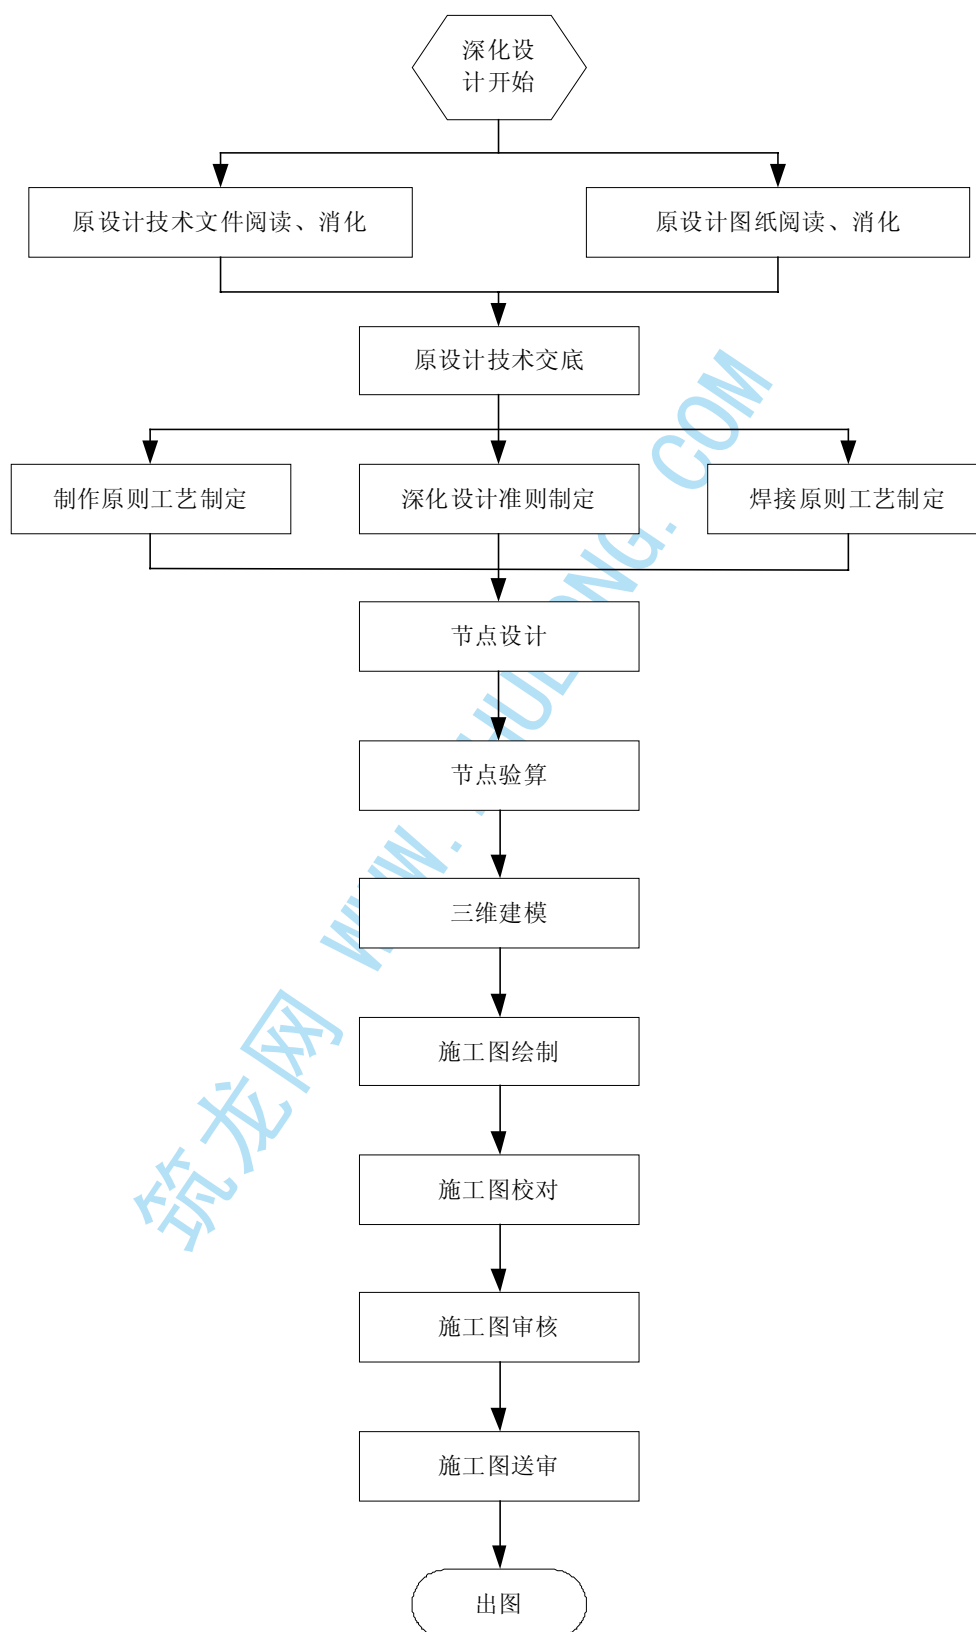 深化设
计开始
原设计技术文件阅读、消化
原设计图纸阅读、消化
原设计技术交底
制作原则工艺制定
深化设计准则制定
焊接原则工艺制定
节点设计
节点验算
三维建模
施工图绘制
施工图校对
施工图审核
施工图送审
出图
筑龙网 WWW.ZHULONG.COM